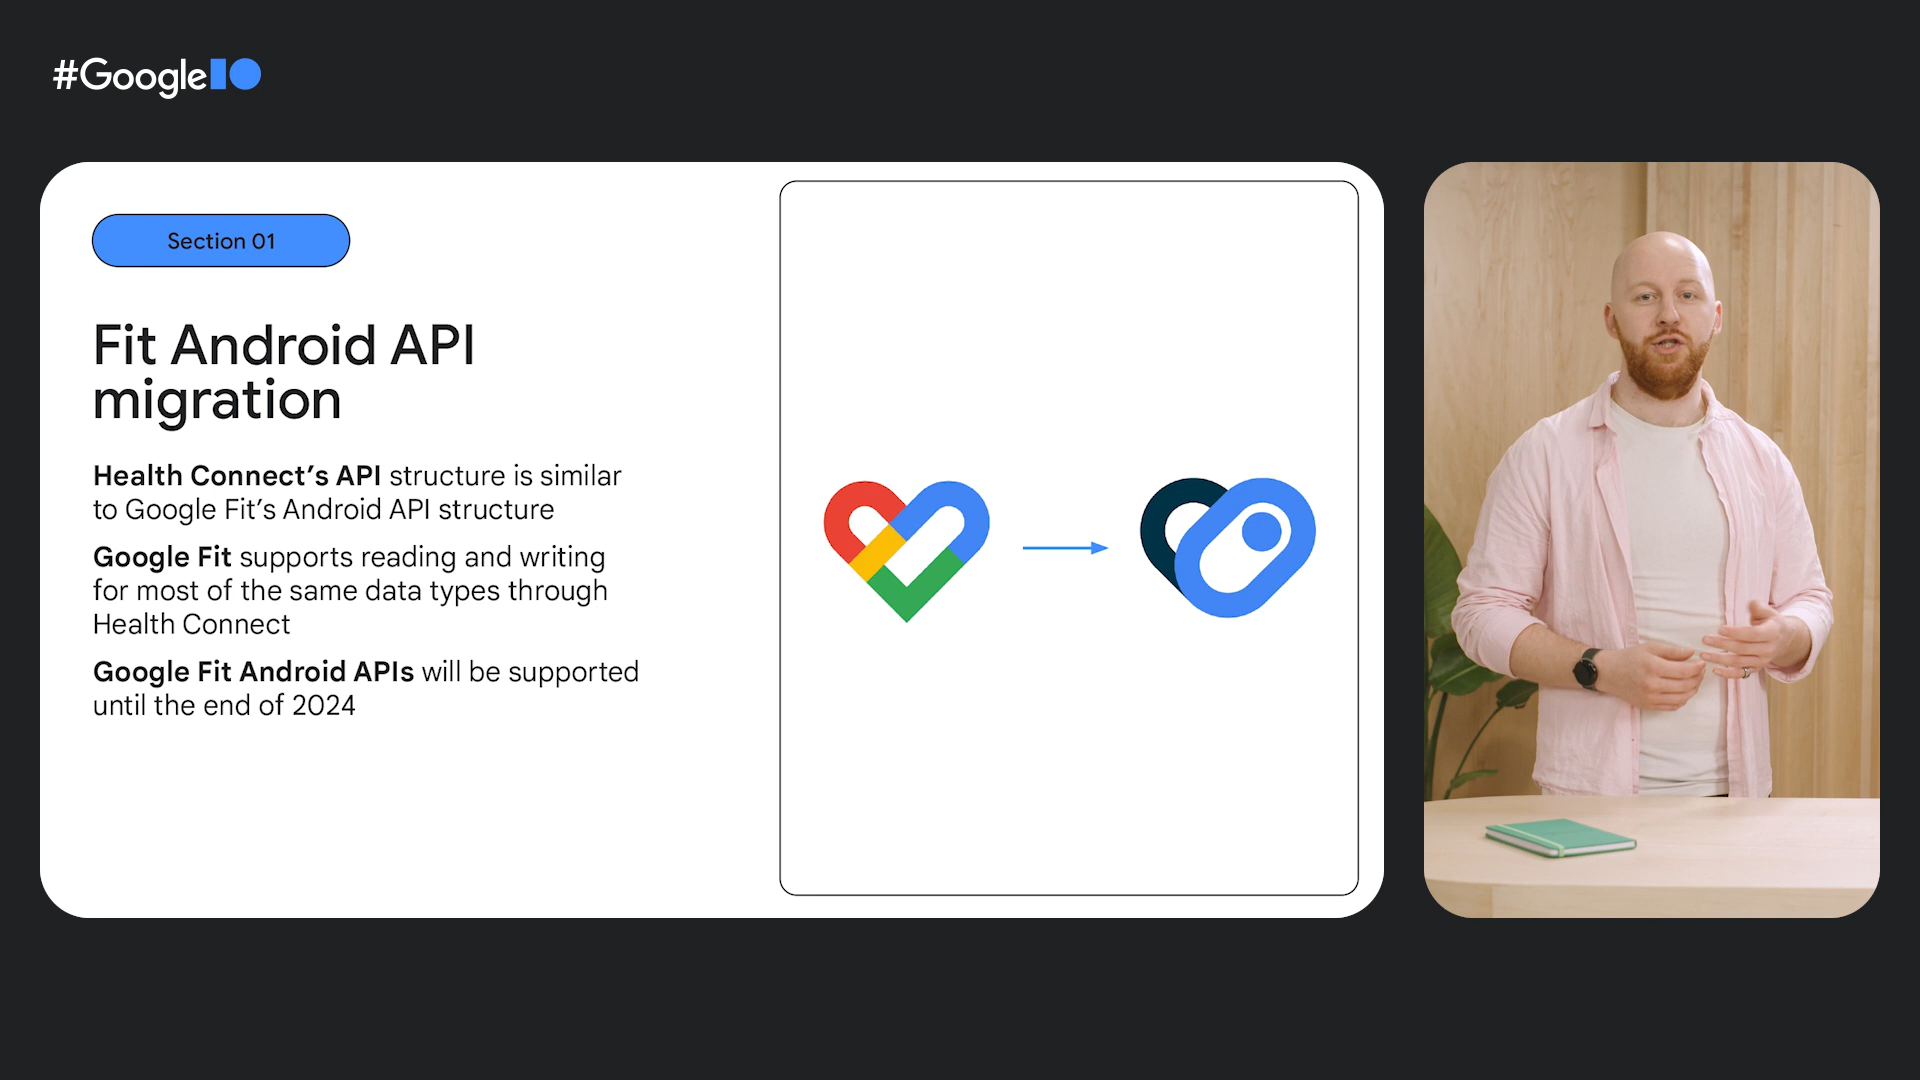 #GoogleIO
Section 01
Fit Android API
migration
Health Connect’s API structure is similar
to Google Fit’s Android API structure
Google Fit supports reading and writing
for most of the same data types through
Health Connect
Google Fit Android APIs will be supported
until the end of 2024